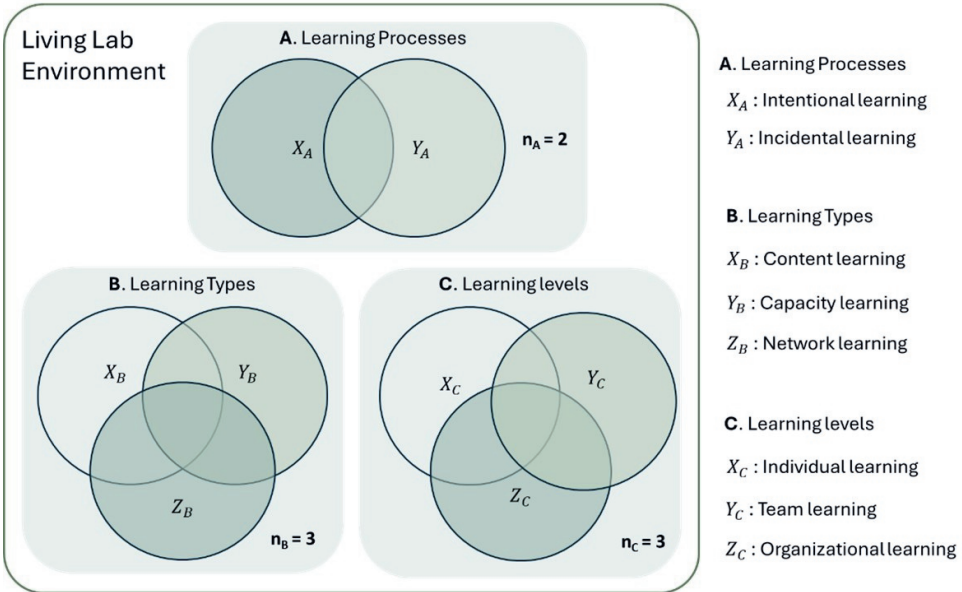 Living Lab
Environment
A. Learning Processes
X_A
Y_A
n_A = 2
B. Learning Types
X_B
Y_B
Z_B
n_B = 3
C. Learning levels
X_C
Y_C
Z_C
n_C = 3
A. Learning Processes
X_A : Intentional learning
Y_A : Incidental learning
B. Learning Types
X_B : Content learning
Y_B : Capacity learning
Z_B : Network learning
C. Learning levels
X_C : Individual learning
Y_C : Team learning
Z_C : Organizational learning